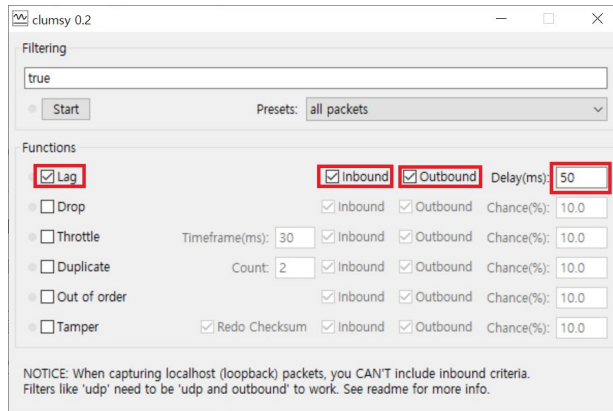 clumsy 0.2
Filtering
true
Start Presets: all packets
Functions
Lag Inbound Outbound Delay(ms): 50
Drop Inbound Outbound Chance(%): 10.0
Throttle Timeframe(ms): 30 Inbound Outbound Chance(%): 10.0
Duplicate Count: 2 Inbound Outbound Chance(%): 10.0
Out of order Inbound Outbound Chance(%): 10.0
Tamper Redo Checksum Inbound Outbound Chance(%): 10.0
NOTICE: When capturing localhost (loopback) packets, you CAN'T include inbound criteria.
Filters like 'udp' need to be 'udp and outbound' to work. See readme for more info.